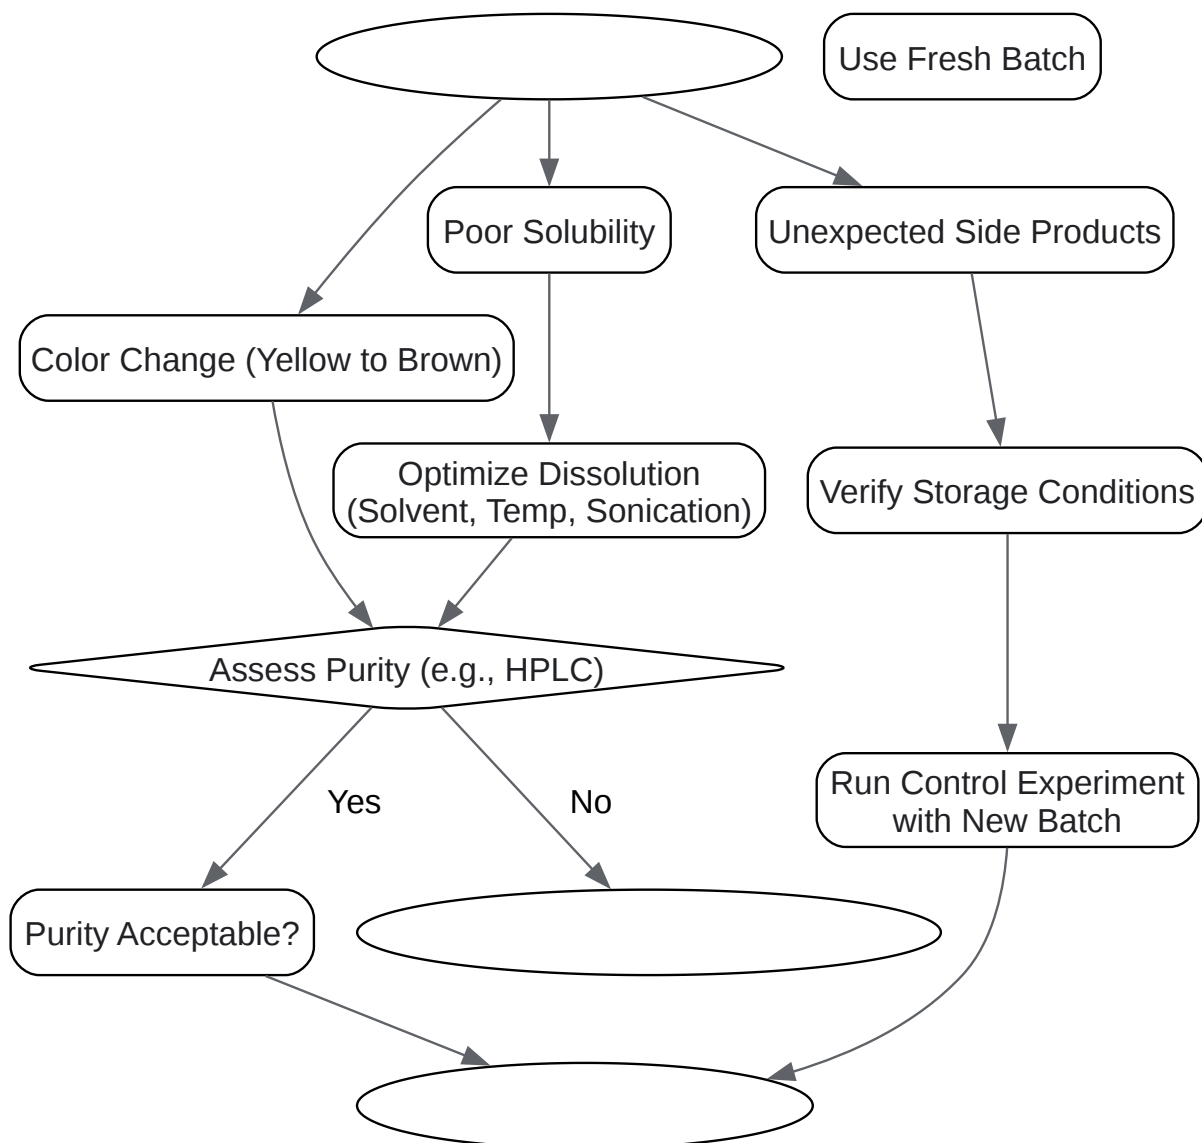 Use Fresh Batch
Poor Solubility
Unexpected Side Products
Color Change (Yellow to Brown)
Optimize Dissolution
(Solvent, Temp, Sonication)
Verify Storage Conditions
Assess Purity (e.g., HPLC)
Yes
No
Run Control Experiment
with New Batch
Purity Acceptable?